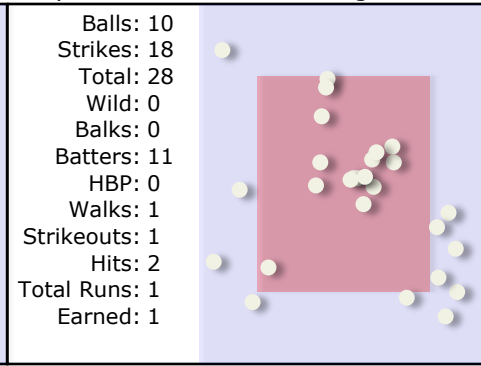 Balls: 10
Strikes: 18
Total: 28
Wild: 0
Balks: 0
Batters: 11
HBP: 0
Walks: 1
Strikeouts: 1
Hits: 2
Total Runs: 1
Earned: 1